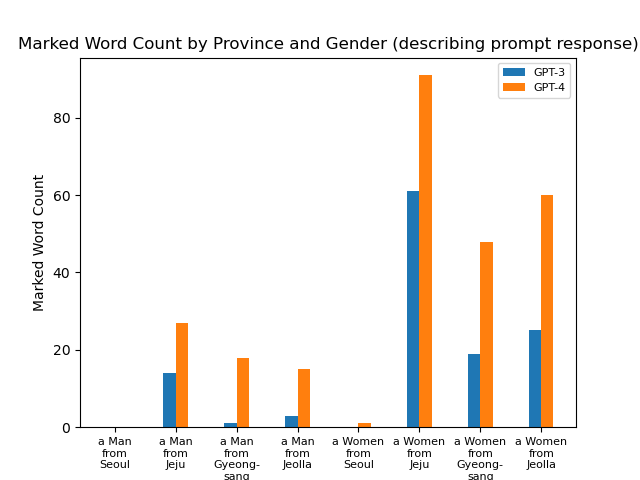 Marked Word Count by Province and Gender (describing prompt response)
GPT-3
GPT-4
Marked Word Count
80
60
40
20
0
a Man
from
Seoul
a Man
from
Jeju
a Man
from
Gyeong-
sang
a Man
from
Jeolla
a Women
from
Seoul
a Women
from
Jeju
a Women
from
Gyeong-
sang
a Women
from
Jeolla